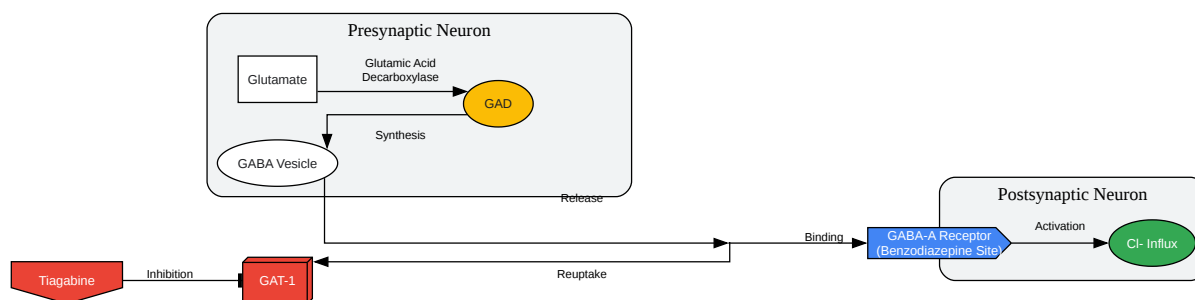 Presynaptic Neuron
Glutamic Acid
Decarboxylase
Glutamate
GAD
Synthesis
GABA Vesicle
Release
Postsynaptic Neuron
Activation
Binding
GABA-A Receptor
(Benzodiazepine Site)
Cl- Influx
Reuptake
Inhibition
Tiagabine
GAT-1